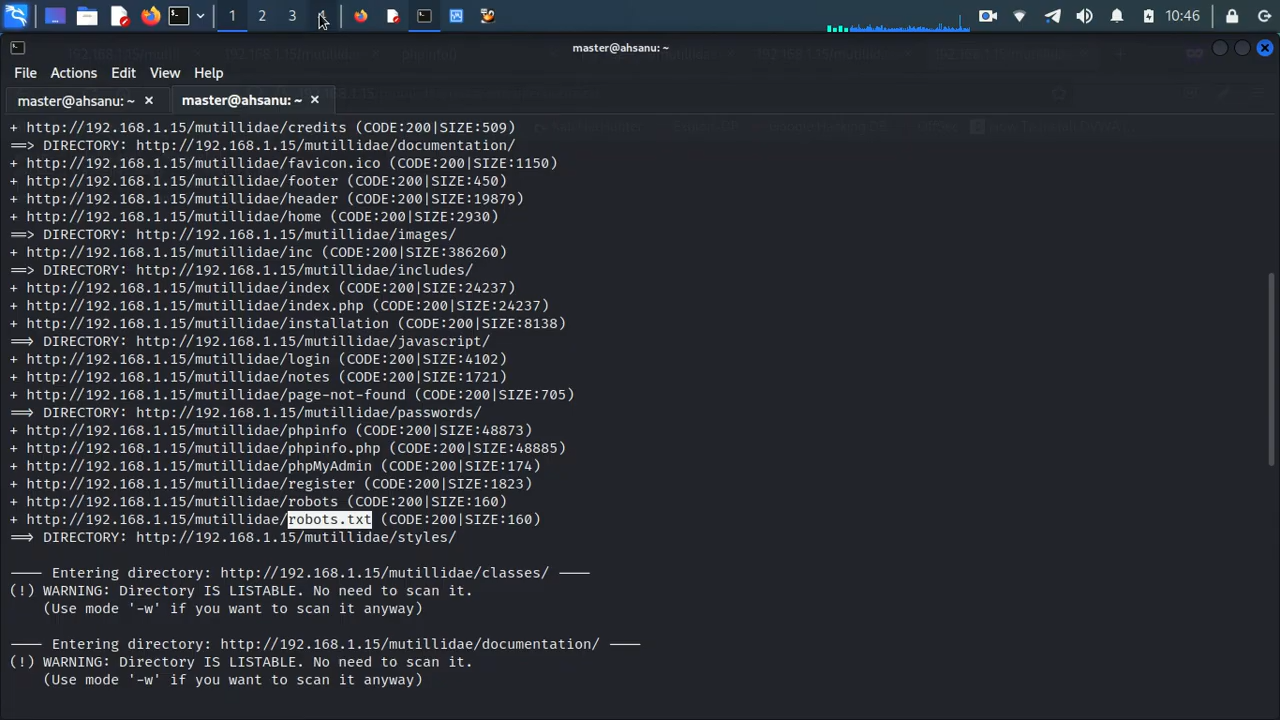 1 2 3 4 10:46
master@ahsanu: ~
File Actions Edit View Help
master@ahsanu: ~ × master@ahsanu: ~ ×
+ http://192.168.1.15/mutillidae/credits (CODE:200|SIZE:509)
==> DIRECTORY: http://192.168.1.15/mutillidae/documentation/
+ http://192.168.1.15/mutillidae/favicon.ico (CODE:200|SIZE:1150)
+ http://192.168.1.15/mutillidae/footer (CODE:200|SIZE:450)
+ http://192.168.1.15/mutillidae/header (CODE:200|SIZE:19879)
+ http://192.168.1.15/mutillidae/home (CODE:200|SIZE:2930)
==> DIRECTORY: http://192.168.1.15/mutillidae/images/
+ http://192.168.1.15/mutillidae/inc (CODE:200|SIZE:386260)
==> DIRECTORY: http://192.168.1.15/mutillidae/includes/
+ http://192.168.1.15/mutillidae/index (CODE:200|SIZE:24237)
+ http://192.168.1.15/mutillidae/index.php (CODE:200|SIZE:24237)
+ http://192.168.1.15/mutillidae/installation (CODE:200|SIZE:8138)
==> DIRECTORY: http://192.168.1.15/mutillidae/javascript/
+ http://192.168.1.15/mutillidae/login (CODE:200|SIZE:4102)
+ http://192.168.1.15/mutillidae/notes (CODE:200|SIZE:1721)
+ http://192.168.1.15/mutillidae/page-not-found (CODE:200|SIZE:705)
==> DIRECTORY: http://192.168.1.15/mutillidae/passwords/
+ http://192.168.1.15/mutillidae/phpinfo (CODE:200|SIZE:48873)
+ http://192.168.1.15/mutillidae/phpinfo.php (CODE:200|SIZE:48885)
+ http://192.168.1.15/mutillidae/phpMyAdmin (CODE:200|SIZE:174)
+ http://192.168.1.15/mutillidae/register (CODE:200|SIZE:1823)
+ http://192.168.1.15/mutillidae/robots (CODE:200|SIZE:160)
+ http://192.168.1.15/mutillidae/robots.txt (CODE:200|SIZE:160)
==> DIRECTORY: http://192.168.1.15/mutillidae/styles/
---- Entering directory: http://192.168.1.15/mutillidae/classes/ ----
(!) WARNING: Directory IS LISTABLE. No need to scan it.
(Use mode '-w' if you want to scan it anyway)
---- Entering directory: http://192.168.1.15/mutillidae/documentation/ ----
(!) WARNING: Directory IS LISTABLE. No need to scan it.
(Use mode '-w' if you want to scan it anyway)